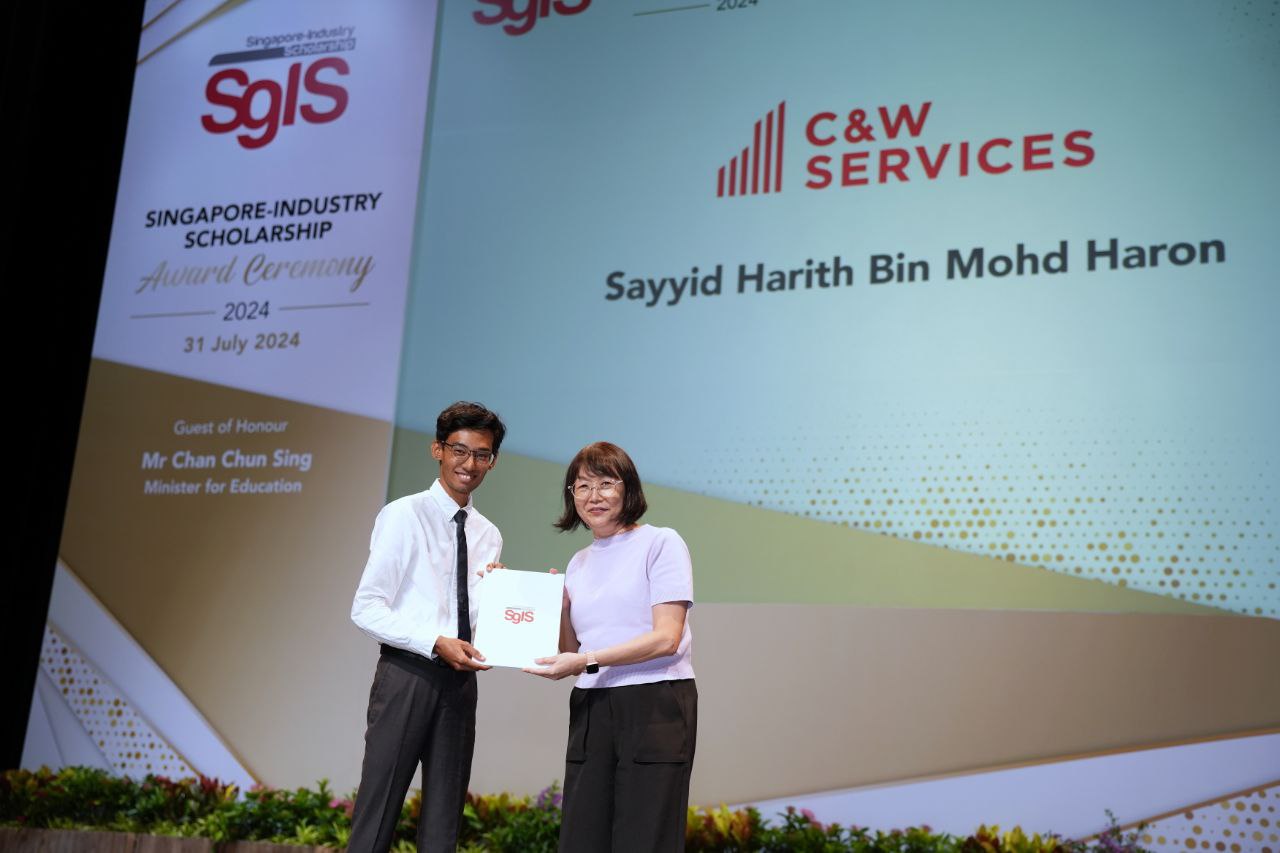 Singapore-Industry
Scholarship
SgIS
SINGAPORE-INDUSTRY
SCHOLARSHIP
Award Ceremony
2024
31 July 2024
Guest of Honour
Mr Chan Chun Sing
Minister for Education
SgIS
2024
C&W
SERVICES
Sayyid Harith Bin Mohd Haron
SgIS